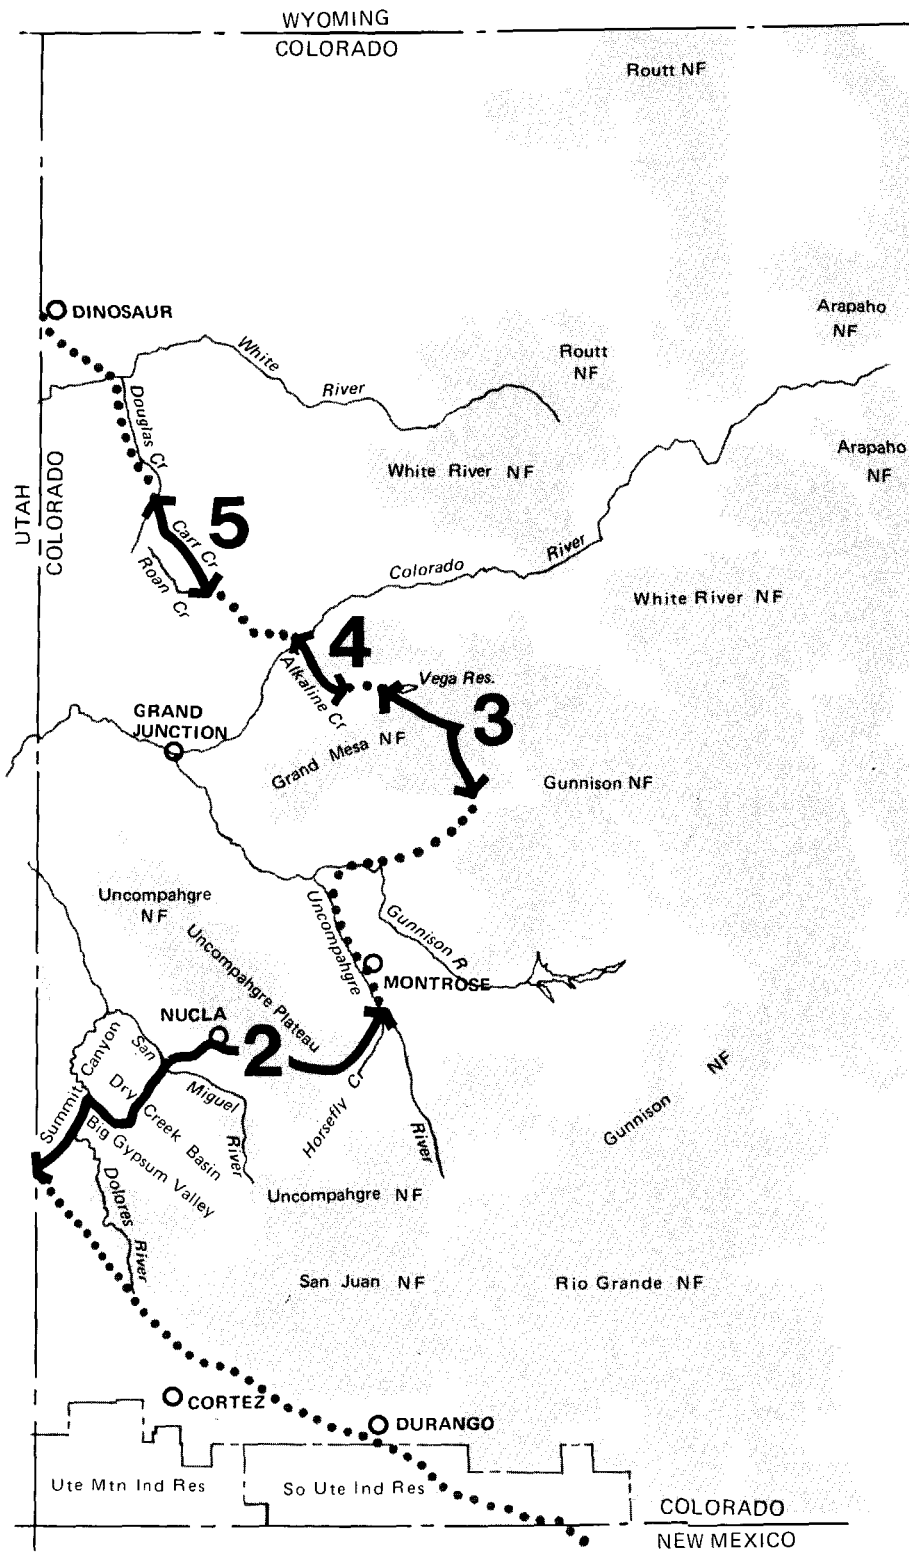 WYOMING
COLORADO
Routt NF
DINOSAUR
Arapaho
NF
White
River
Routt
NF
Douglas Cr
Arapaho
NF
White River NF
UTAH
COLORADO
5
Carr Cr
Roan Cr
Colorado
River
White River NF
4
Alkaline Cr
Vega Res.
3
GRAND
JUNCTION
Grand Mesa NF
Gunnison NF
Uncompahgre
NF
Uncompahgre
Gunnison R
Uncompahgre Plateau
MONTROSE
NUCLA
2
Summit Canyon
San
Miguel
River
Dry Creek Basin
Big Gypsum Valley
Horsefly Cr
River
Gunnison NF
Dolores
River
Uncompahgre NF
San Juan NF
Rio Grande NF
CORTEZ
DURANGO
Ute Mtn Ind Res
So Ute Ind Res
COLORADO
NEW MEXICO